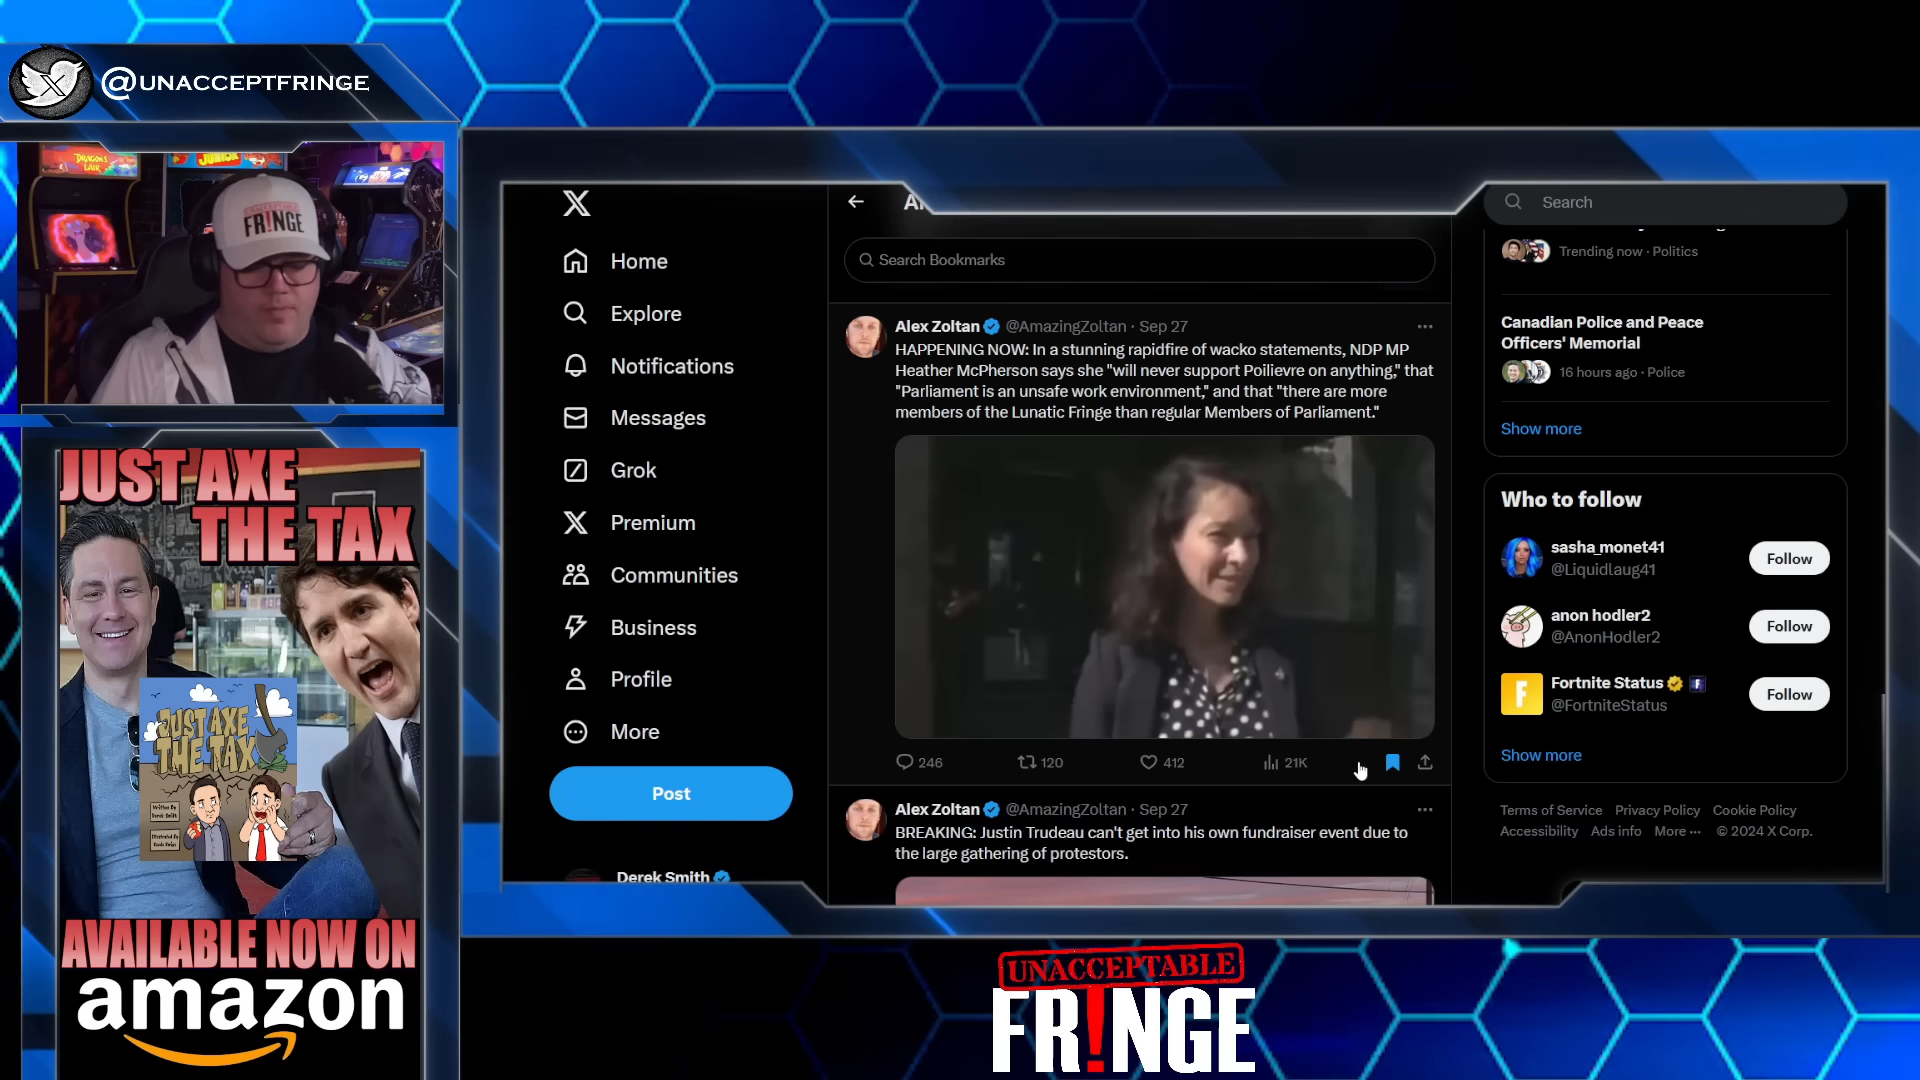 @UNACCEPTFRINGE
DRAGON'S LAIR
JUNIOR
FR!NGE
JUST AXE
THE TAX
JUST AXE
THE TAX
AVAILABLE NOW ON
amazon
X
Home
Explore
Notifications
Messages
Grok
Premium
Communities
Business
Profile
More
Post
Derek Smith
Search Bookmarks
Alex Zoltan @AmazingZoltan · Sep 27
HAPPENING NOW: In a stunning rapidfire of wacko statements, NDP MP
Heather McPherson says she "will never support Poilievre on anything," that
"Parliament is an unsafe work environment," and that "there are more
members of the Lunatic Fringe than regular Members of Parliament."
246 120 412 21K
Alex Zoltan @AmazingZoltan · Sep 27
BREAKING: Justin Trudeau can't get into his own fundraiser event due to
the large gathering of protestors.
Search
Trending now · Politics
Canadian Police and Peace
Officers' Memorial
16 hours ago · Police
Show more
Who to follow
sasha_monet41
@Liquidlaug41
Follow
anon hodler2
@AnonHodler2
Follow
Fortnite Status
@FortniteStatus
Follow
Show more
Terms of Service Privacy Policy Cookie Policy
Accessibility Ads info More ··· © 2024 X Corp.
UNACCEPTABLE
FR!NGE